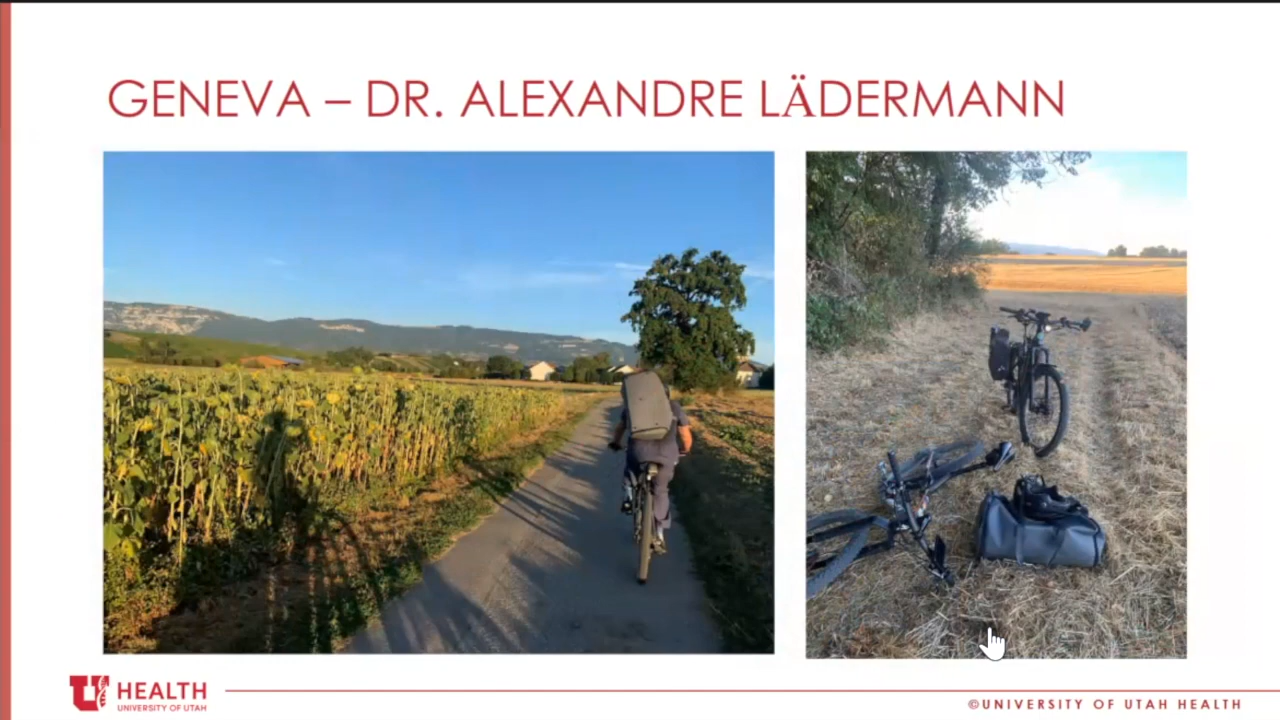 GENEVA – DR. ALEXANDRE LÄDERMANN
U HEALTH
UNIVERSITY OF UTAH
©UNIVERSITY OF UTAH HEALTH